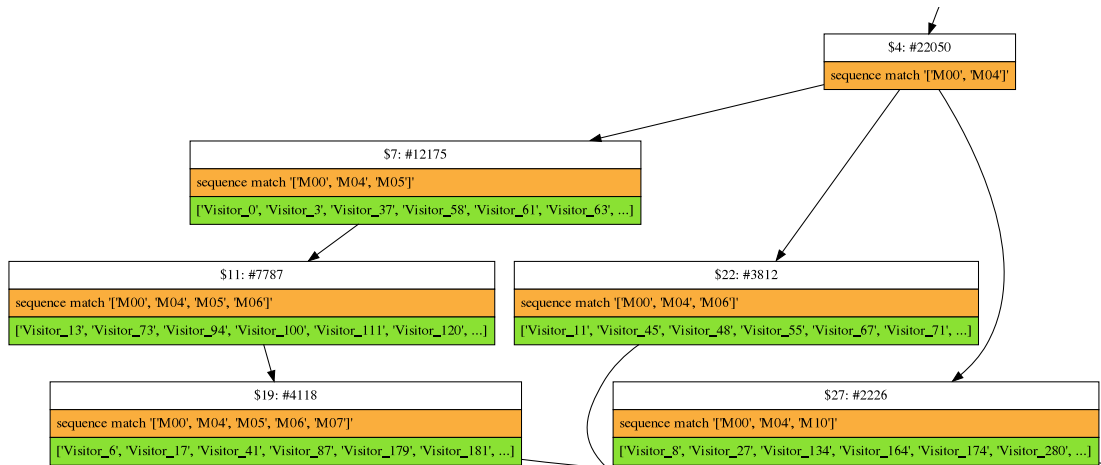 $4: #22050
sequence match '['M00', 'M04']'
$7: #12175
sequence match '['M00', 'M04', 'M05']'
['Visitor_0', 'Visitor_3', 'Visitor_37', 'Visitor_58', 'Visitor_61', 'Visitor_63', ...]
$11: #7787
sequence match '['M00', 'M04', 'M05', 'M06']'
['Visitor_13', 'Visitor_73', 'Visitor_94', 'Visitor_100', 'Visitor_111', 'Visitor_120', ...]
$22: #3812
sequence match '['M00', 'M04', 'M06']'
['Visitor_11', 'Visitor_45', 'Visitor_48', 'Visitor_55', 'Visitor_67', 'Visitor_71', ...]
$19: #4118
sequence match '['M00', 'M04', 'M05', 'M06', 'M07']'
['Visitor_6', 'Visitor_17', 'Visitor_41', 'Visitor_87', 'Visitor_179', 'Visitor_181', ...]
$27: #2226
sequence match '['M00', 'M04', 'M10']'
['Visitor_8', 'Visitor_27', 'Visitor_134', 'Visitor_164', 'Visitor_174', 'Visitor_280', ...]